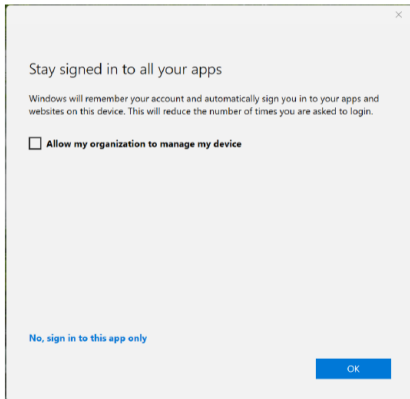 Stay signed in to all your apps
Windows will remember your account and automatically sign you in to your apps and
websites on this device. This will reduce the number of times you are asked to login.
Allow my organization to manage my device
No, sign in to this app only
OK